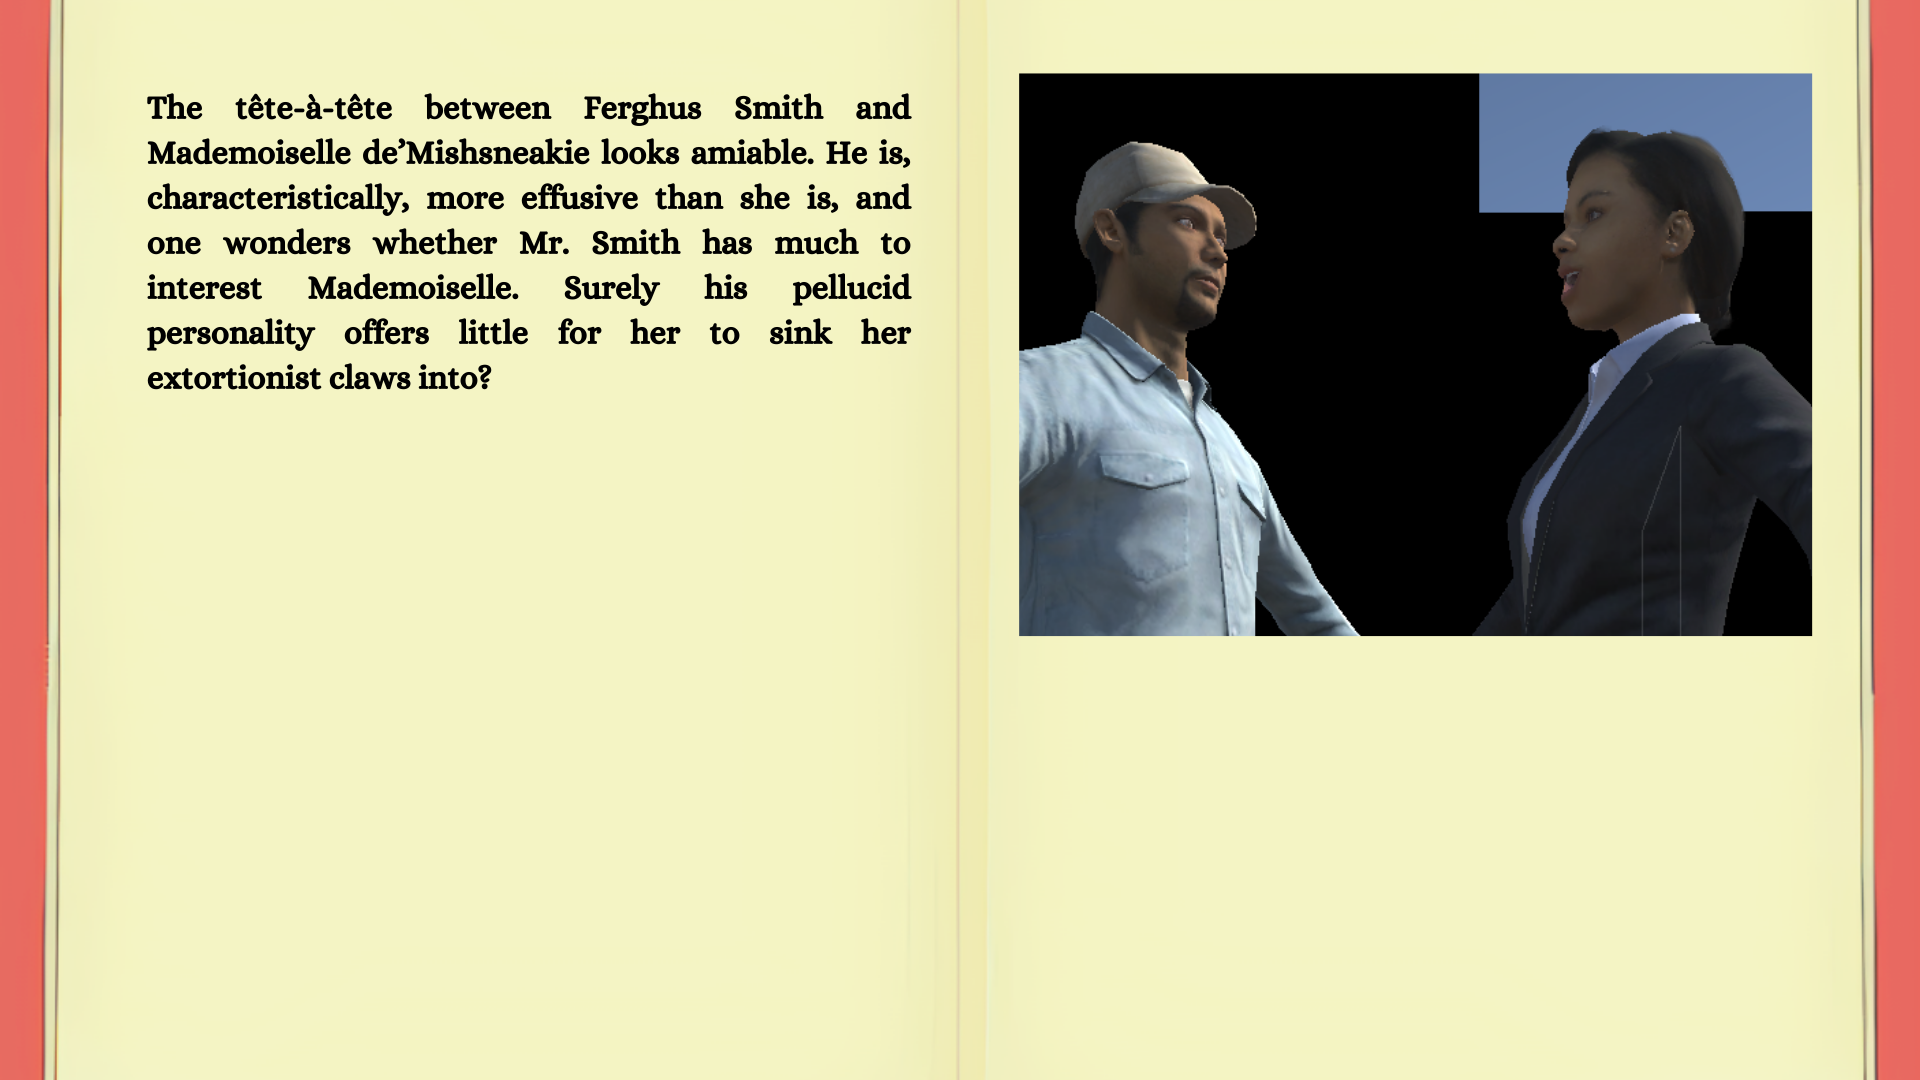 The tête-à-tête between Ferghus Smith and
Mademoiselle de’Mishsneakie looks amiable. He is,
characteristically, more effusive than she is, and
one wonders whether Mr. Smith has much to
interest Mademoiselle. Surely his pellucid
personality offers little for her to sink her
extortionist claws into?